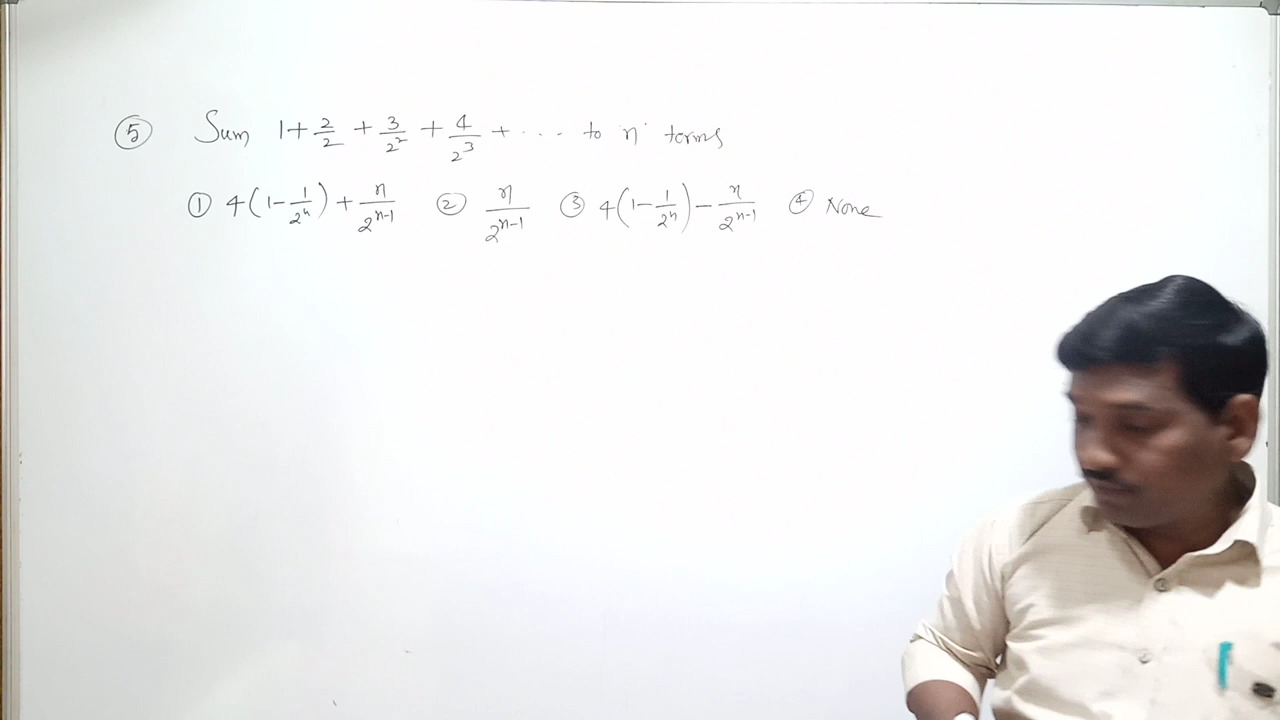 ⑤ Sum 1 + 2/2 + 3/2² + 4/2³ + ... to n terms
① 4(1 - 1/2ⁿ) + n/2ⁿ⁻¹ ② n/2ⁿ⁻¹ ③ 4(1 - 1/2ⁿ) - n/2ⁿ⁻¹ ④ None